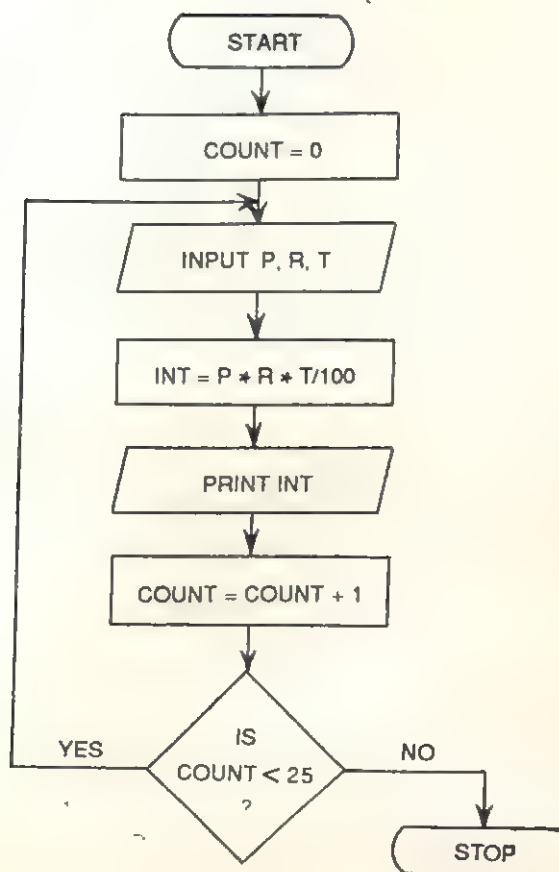 START
COUNT = 0
INPUT P, R, T
INT = P * R * T/100
PRINT INT
COUNT = COUNT + 1
IS
COUNT < 25
?
YES
NO
STOP